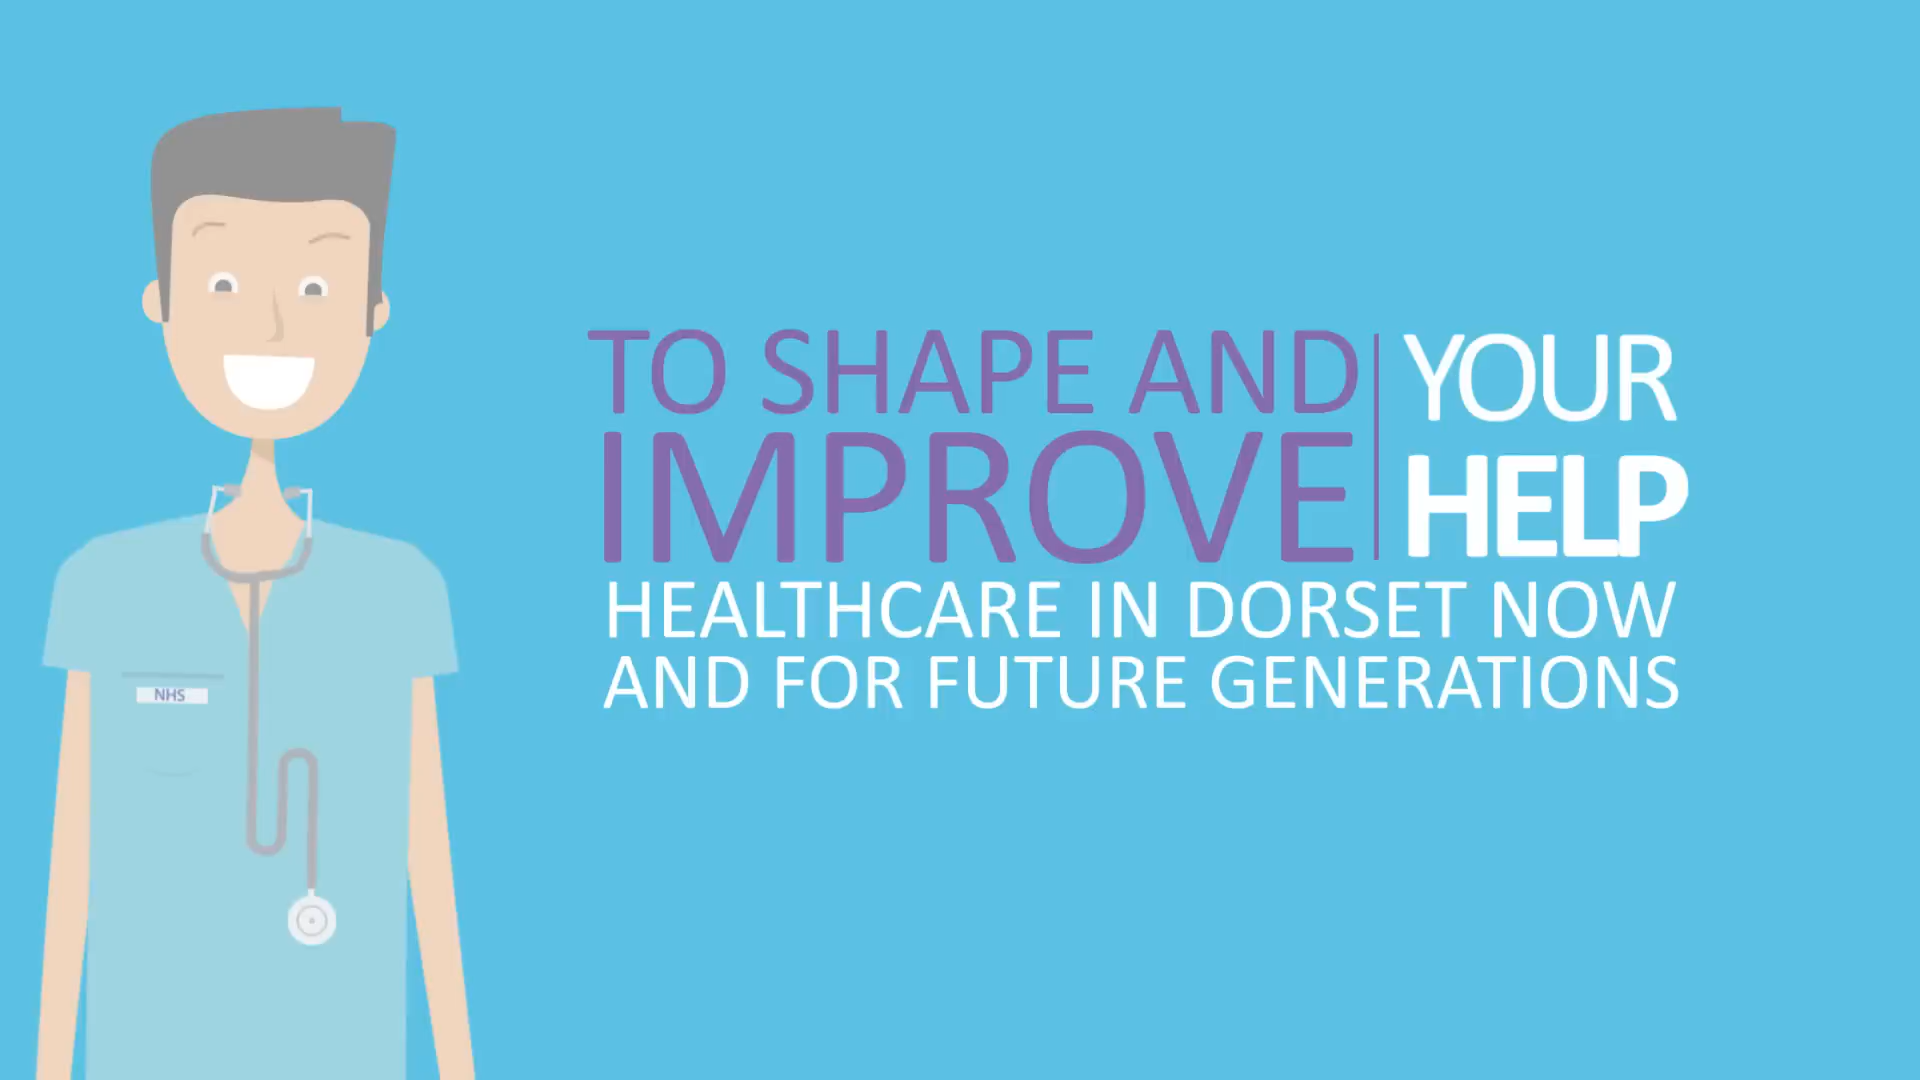 TO SHAPE AND
IMPROVE
YOUR
HELP
HEALTHCARE IN DORSET NOW
AND FOR FUTURE GENERATIONS
NHS